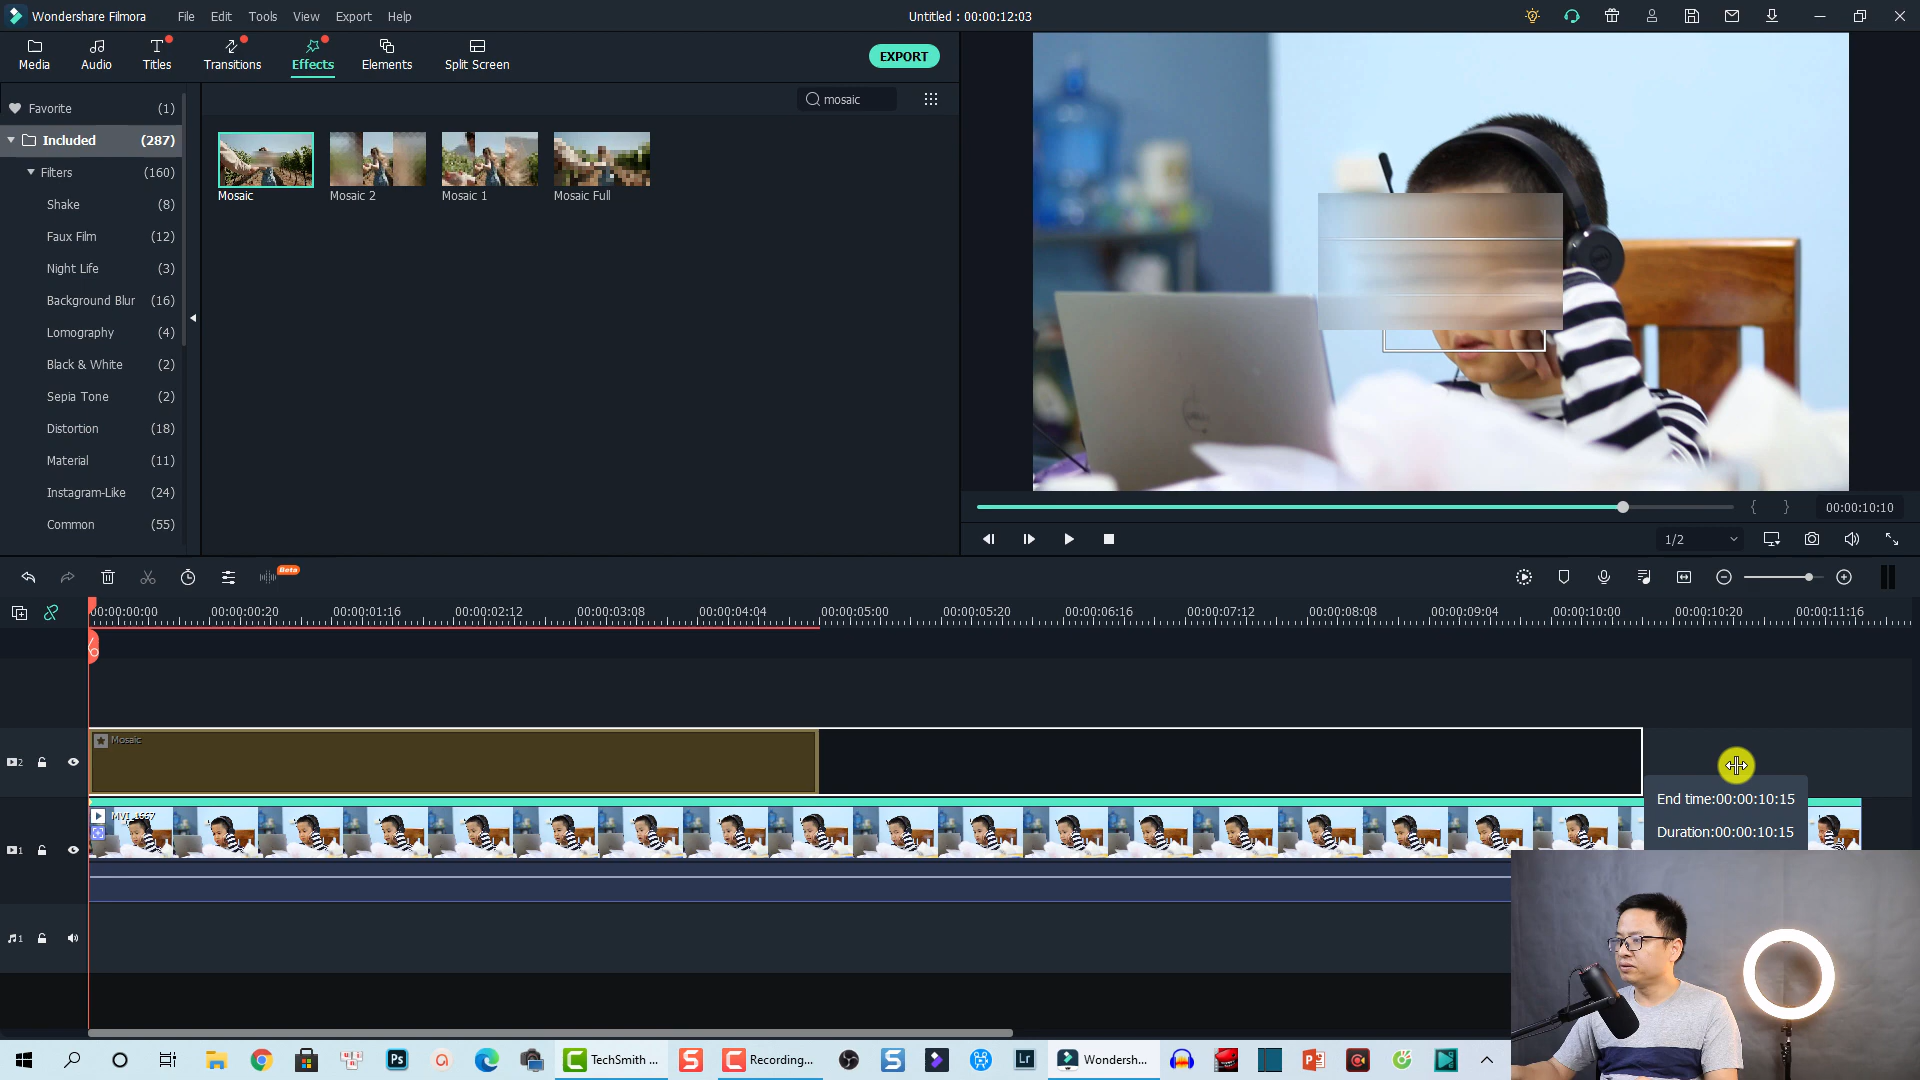 Wondershare Filmora
File Edit Tools View Export Help
Untitled : 00:00:12:03
Media
Audio
Titles
Transitions
Effects
Elements
Split Screen
EXPORT
Favorite (1)
Included (287)
Filters (160)
Shake (8)
Faux Film (12)
Night Life (3)
Background Blur (16)
Lomography (4)
Black & White (2)
Sepia Tone (2)
Distortion (18)
Material (11)
Instagram-Like (24)
Common (55)
mosaic
Mosaic
Mosaic 2
Mosaic 1
Mosaic Full
{ }
00:00:10:10
1/2
Beta
00:00:00:00 00:00:00:20 00:00:01:16 00:00:02:12 00:00:03:08 00:00:04:04 00:00:05:00 00:00:05:20 00:00:06:16 00:00:07:12 00:00:08:08 00:00:09:04 00:00:10:00 00:00:10:20 00:00:11:16
2
Mosaic
End time:00:00:10:15
Duration:00:00:10:15
1
1
Ps
TechSmith ...
Recording...
Lr
Wondersh...